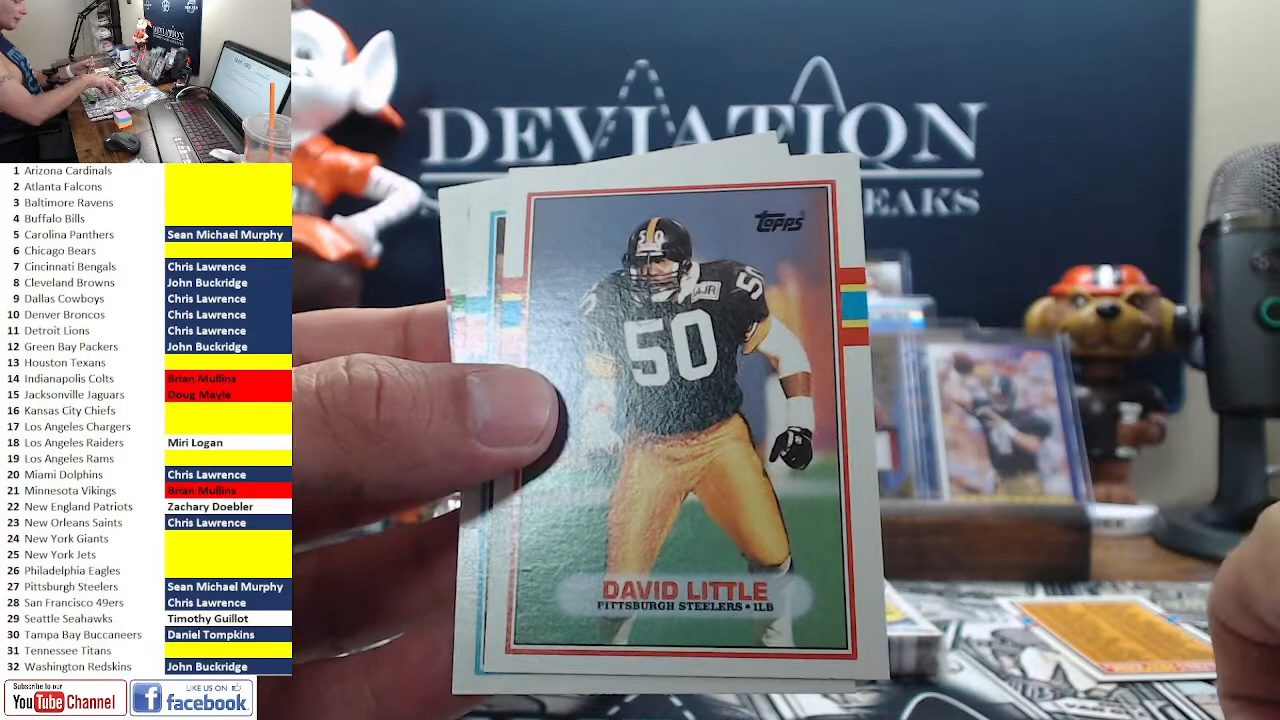 1 Arizona Cardinals
2 Atlanta Falcons
3 Baltimore Ravens
4 Buffalo Bills
5 Carolina Panthers Sean Michael Murphy
6 Chicago Bears
7 Cincinnati Bengals Chris Lawrence
8 Cleveland Browns John Buckridge
9 Dallas Cowboys Chris Lawrence
10 Denver Broncos Chris Lawrence
11 Detroit Lions Chris Lawrence
12 Green Bay Packers John Buckridge
13 Houston Texans
14 Indianapolis Colts Brian Mullins
15 Jacksonville Jaguars Doug Mayle
16 Kansas City Chiefs
17 Los Angeles Chargers
18 Los Angeles Raiders Miri Logan
19 Los Angeles Rams
20 Miami Dolphins Chris Lawrence
21 Minnesota Vikings Brian Mullins
22 New England Patriots Zachary Doebler
23 New Orleans Saints Chris Lawrence
24 New York Giants
25 New York Jets
26 Philadelphia Eagles
27 Pittsburgh Steelers Sean Michael Murphy
28 San Francisco 49ers Chris Lawrence
29 Seattle Seahawks Timothy Guillot
30 Tampa Bay Buccaneers Daniel Tompkins
31 Tennessee Titans
32 Washington Redskins John Buckridge
Subscribe to our
YouTube Channel
LIKE US ON
facebook
DEVIATION
EAKS
Topps
50
50
50
AJR
DAVID LITTLE
PITTSBURGH STEELERS • ILB